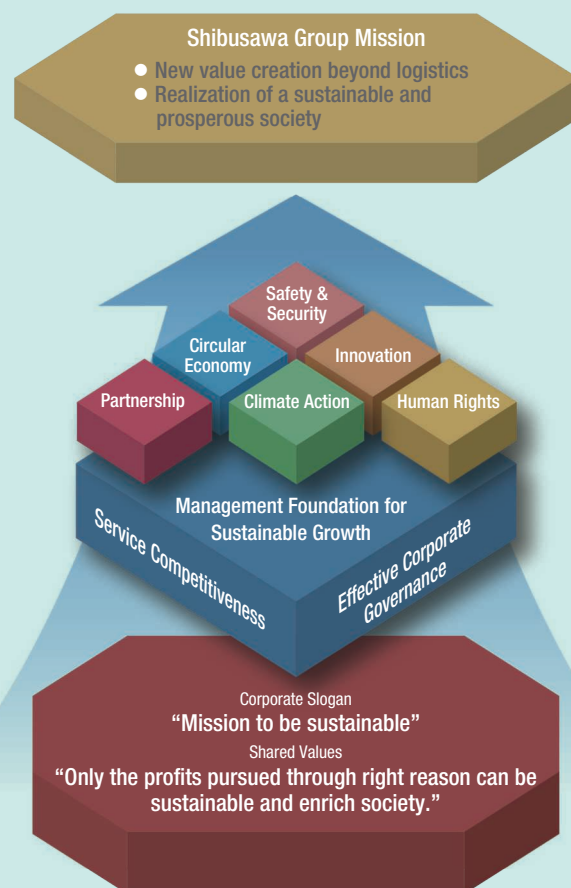 Shibusawa Group Mission
● New value creation beyond logistics
● Realization of a sustainable and
prosperous society
Safety &
Security
Circular
Economy
Innovation
Partnership
Climate Action
Human Rights
Management Foundation for
Sustainable Growth
Service Competitiveness
Effective Corporate
Governance
Corporate Slogan
“Mission to be sustainable”
Shared Values
“Only the profits pursued through right reason can be
sustainable and enrich society.”